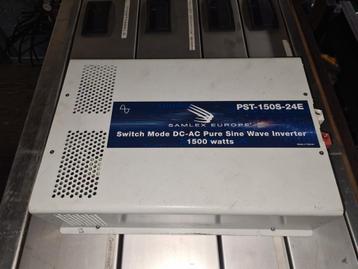 PST-150S-24E
SAMLEX EUROPE
Switch Mode DC-AC Pure Sine Wave Inverter
1500 watts